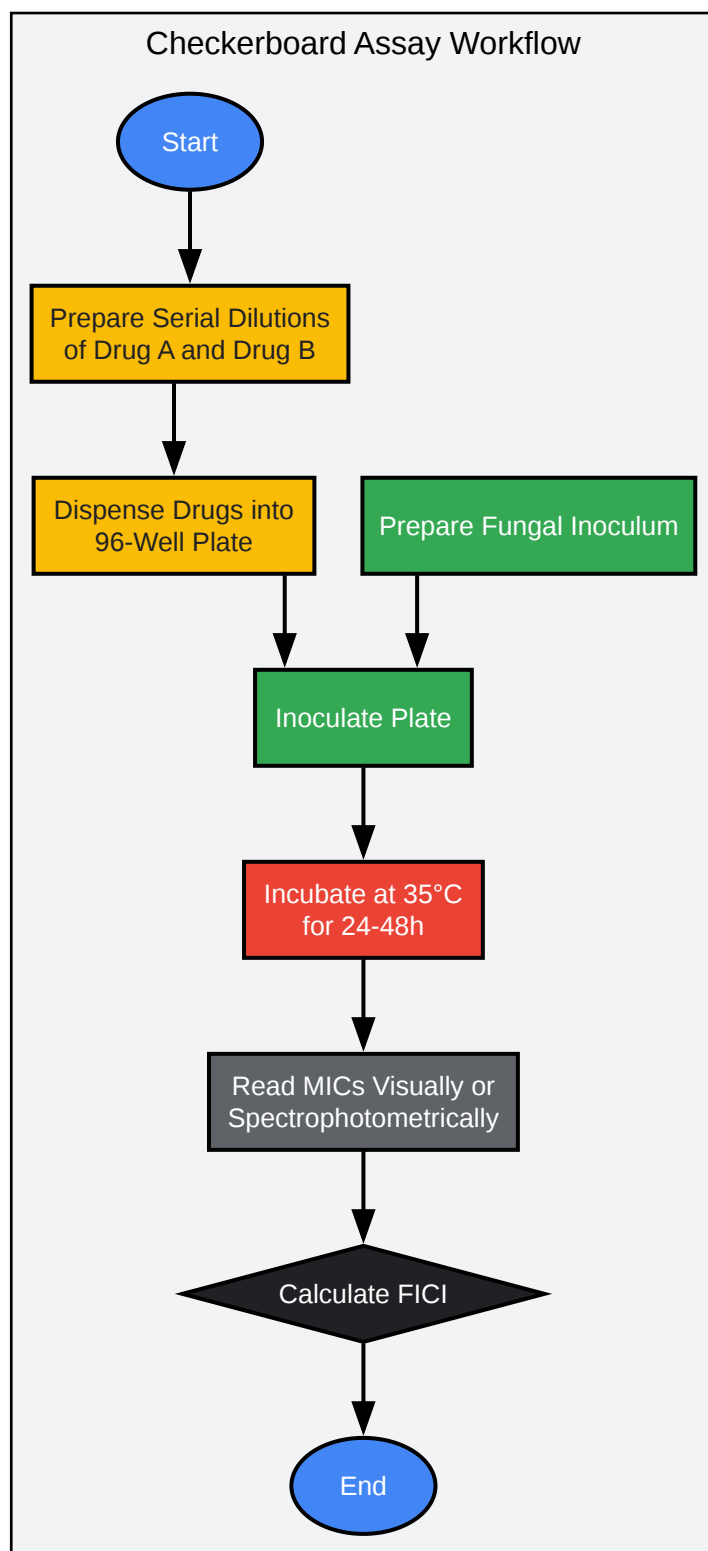 Checkerboard Assay Workflow
Start
Prepare Serial Dilutions
of Drug A and Drug B
Dispense Drugs into
96-Well Plate
Prepare Fungal Inoculum
Inoculate Plate
Incubate at 35°C
for 24-48h
Read MICs Visually or
Spectrophotometrically
Calculate FICI
End